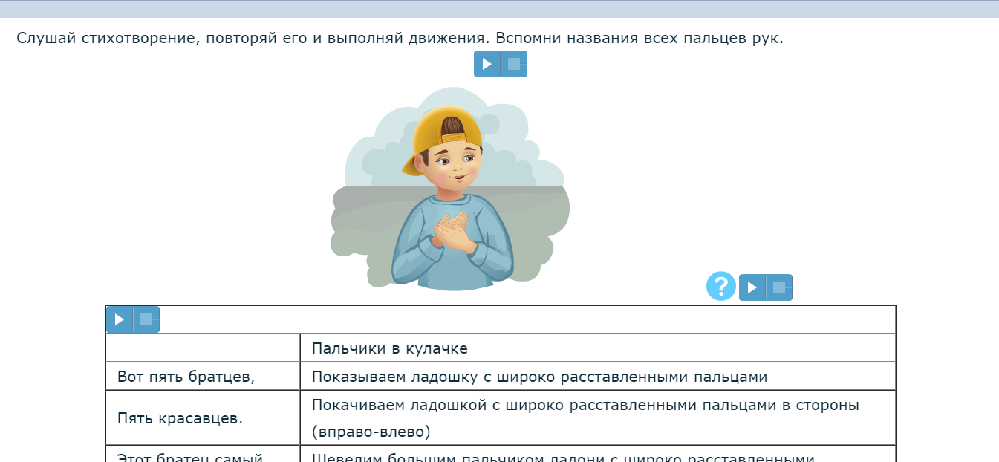 Слушай стихотворение, повторяй его и выполняй движения. Вспомни названия всех пальцев рук.
?
Пальчики в кулачке
Вот пять братцев,
Показываем ладошку с широко расставленными пальцами
Пять красавцев.
Покачиваем ладошкой с широко расставленными пальцами в стороны
(вправо-влево)
Этот братец самый
Шевелим большим пальчиком ладони с широко расставленными